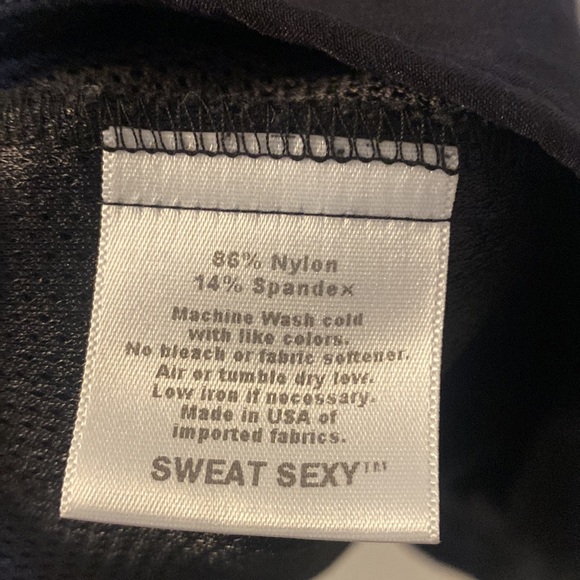 86% Nylon
14% Spandex
Machine Wash cold
with like colors.
No bleach or fabric softener.
Air or tumble dry low.
Low iron if necessary.
Made in USA of
imported fabrics.
SWEAT SEXY™